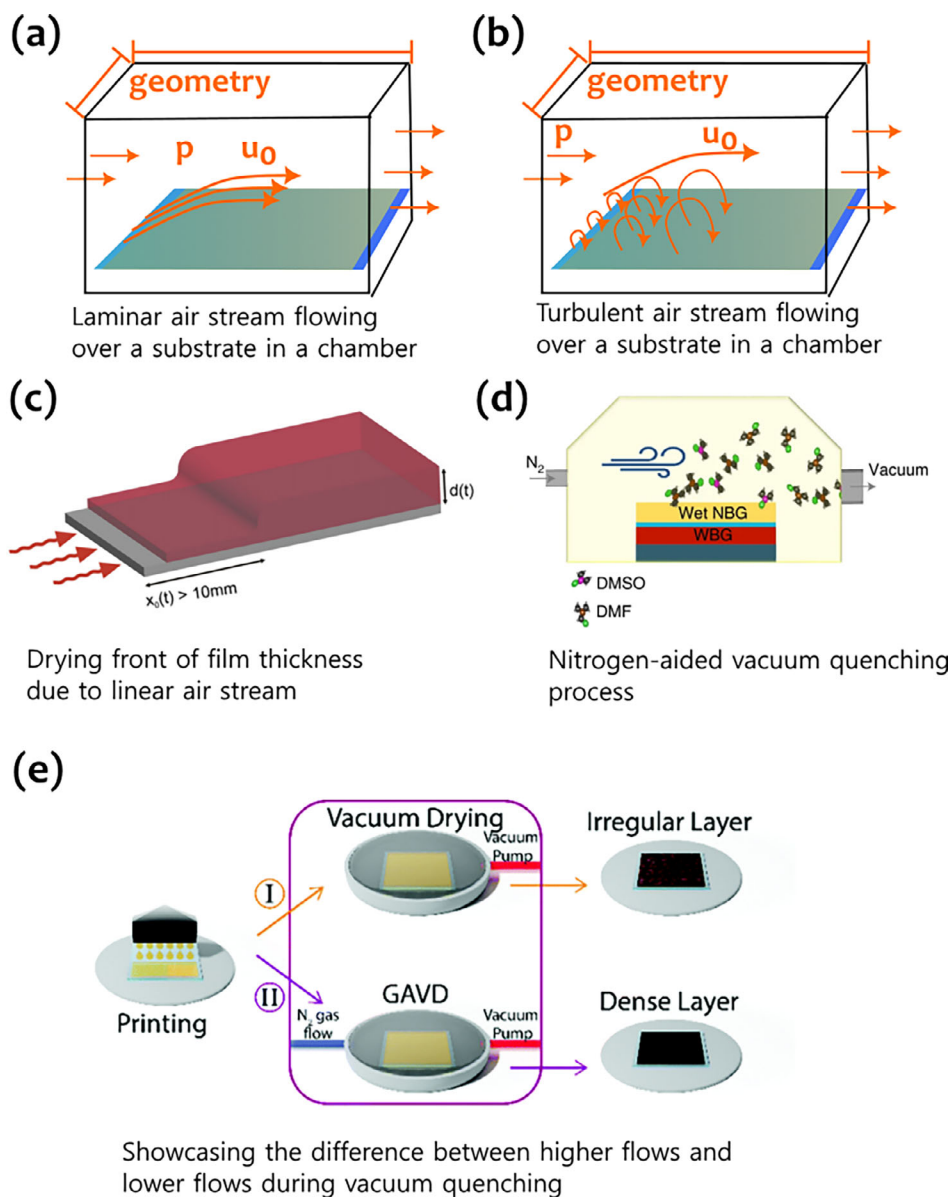 (a)
geometry
p
u0
Laminar air stream flowing
over a substrate in a chamber
(b)
geometry
p
u0
Turbulent air stream flowing
over a substrate in a chamber
(c)
d(t)
x0(t) > 10mm
Drying front of film thickness
due to linear air stream
(d)
N2
Vacuum
Wet NBG
WBG
DMSO
DMF
Nitrogen-aided vacuum quenching
process
(e)
Printing
I
II
Vacuum Drying
Vacuum
Pump
Irregular Layer
N2 gas
flow
GAVD
Vacuum
Pump
Dense Layer
Showcasing the difference between higher flows and
lower flows during vacuum quenching